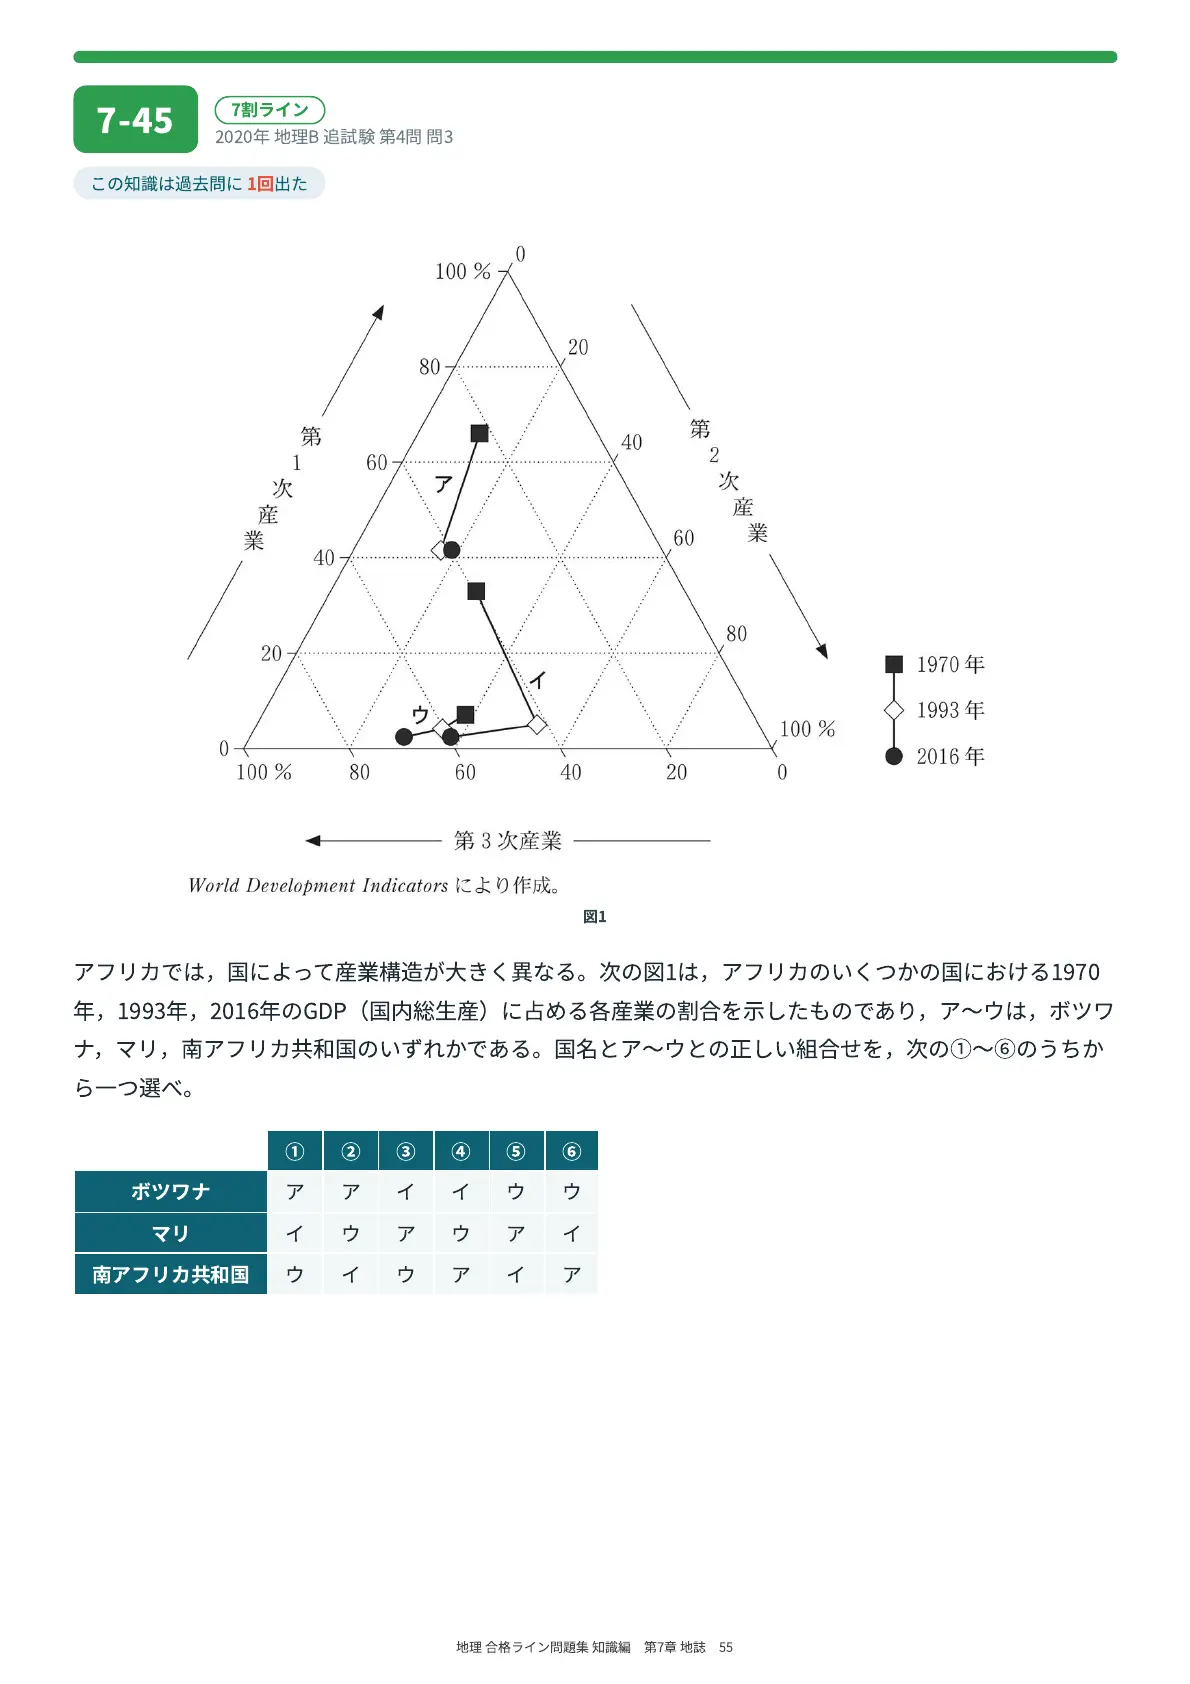 7-45
7割ライン
2020年 地理B 追試験 第4問 問3
この知識は過去問に 1回出た
0
100 %
80
20
60
40
40
60
20
80
0
100 %
100 %
80
60
40
20
0
第1次産業
第2次産業
第3次産業
ア
イ
ウ
1970 年
1993 年
2016 年
World Development Indicators により作成。
図1
アフリカでは，国によって産業構造が大きく異なる。次の図1は，アフリカのいくつかの国における1970
年，1993年，2016年のGDP（国内総生産）に占める各産業の割合を示したものであり，ア～ウは，ボツワ
ナ，マリ，南アフリカ共和国のいずれかである。国名とア～ウとの正しい組合せを，次の①～⑥のうちか
ら一つ選べ。
① ② ③ ④ ⑤ ⑥
ボツワナ ア ア イ イ ウ ウ
マリ イ ウ ア ウ ア イ
南アフリカ共和国 ウ イ ウ ア イ ア
地理 合格ライン問題集 知識編 第7章 地誌 55